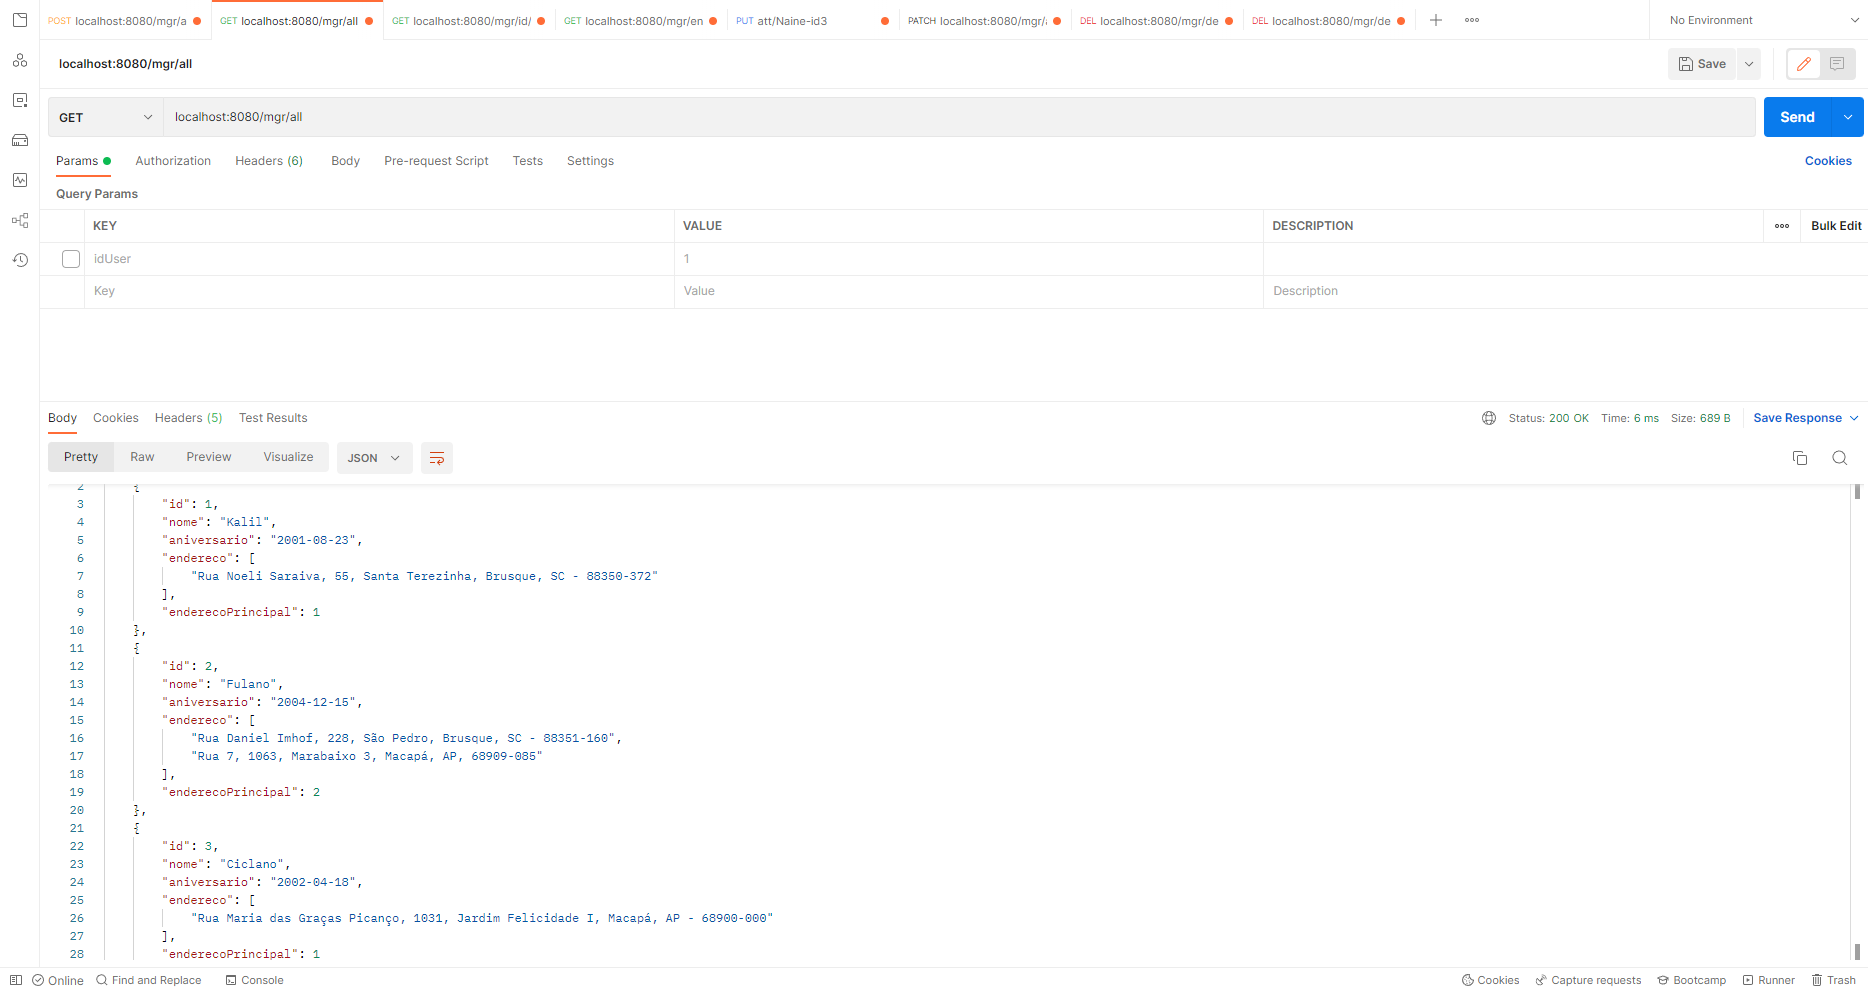 POST localhost:8080/mgr/a GET localhost:8080/mgr/all GET localhost:8080/mgr/id/ GET localhost:8080/mgr/en PUT att/Naine-id3 PATCH localhost:8080/mgr/ DEL localhost:8080/mgr/de DEL localhost:8080/mgr/de No Environment
localhost:8080/mgr/all Save
GET localhost:8080/mgr/all Send
Params Authorization Headers (6) Body Pre-request Script Tests Settings Cookies
Query Params
KEY VALUE DESCRIPTION Bulk Edit
idUser 1
Key Value Description
Body Cookies Headers (5) Test Results Status: 200 OK Time: 6 ms Size: 689 B Save Response
Pretty Raw Preview Visualize JSON
2 {
3 "id": 1,
4 "nome": "Kalil",
5 "aniversario": "2001-08-23",
6 "endereco": [
7 "Rua Noeli Saraiva, 55, Santa Terezinha, Brusque, SC - 88350-372"
8 ],
9 "enderecoPrincipal": 1
10 },
11 {
12 "id": 2,
13 "nome": "Fulano",
14 "aniversario": "2004-12-15",
15 "endereco": [
16 "Rua Daniel Imhof, 228, São Pedro, Brusque, SC - 88351-160",
17 "Rua 7, 1063, Marabaixo 3, Macapá, AP, 68909-085"
18 ],
19 "enderecoPrincipal": 2
20 },
21 {
22 "id": 3,
23 "nome": "Ciclano",
24 "aniversario": "2002-04-18",
25 "endereco": [
26 "Rua Maria das Graças Picanço, 1031, Jardim Felicidade I, Macapá, AP - 68900-000"
27 ],
28 "enderecoPrincipal": 1
Online Find and Replace Console Cookies Capture requests Bootcamp Runner Trash